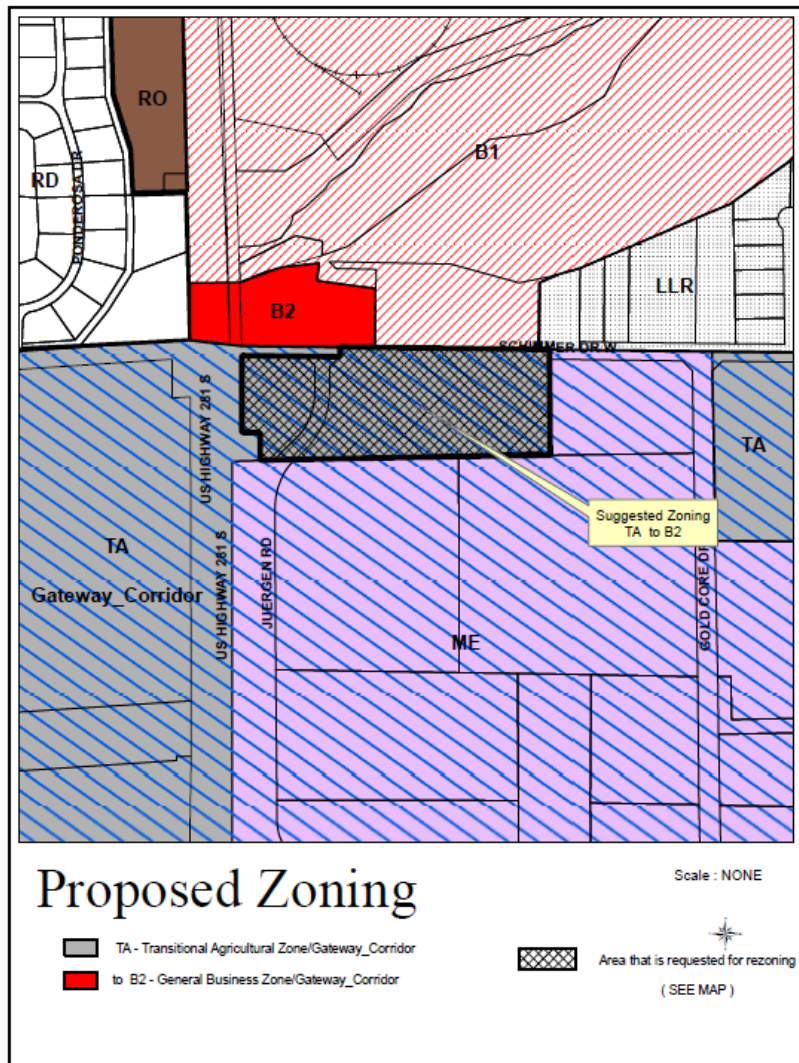 RO
B1
RD
PONDEROSA DR
LLR
B2
SCHIMMER DR W
US HIGHWAY 281 S
TA
Suggested Zoning
TA to B2
TA
Gateway_Corridor
US HIGHWAY 281 S
JUERGEN RD
GOLD CORE DR
ME
Proposed Zoning
Scale : NONE
TA - Transitional Agricultural Zone/Gateway_Corridor
to B2 - General Business Zone/Gateway_Corridor
Area that is requested for rezoning
( SEE MAP )